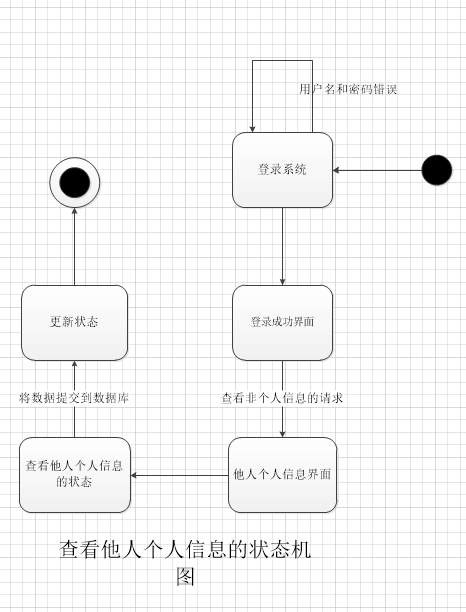 用户名和密码错误
登录系统
更新状态
登录成功界面
将数据提交到数据库
查看非个人信息的请求
查看他人个人信息
的状态
他人个人信息界面
查看他人个人信息的状态机
图